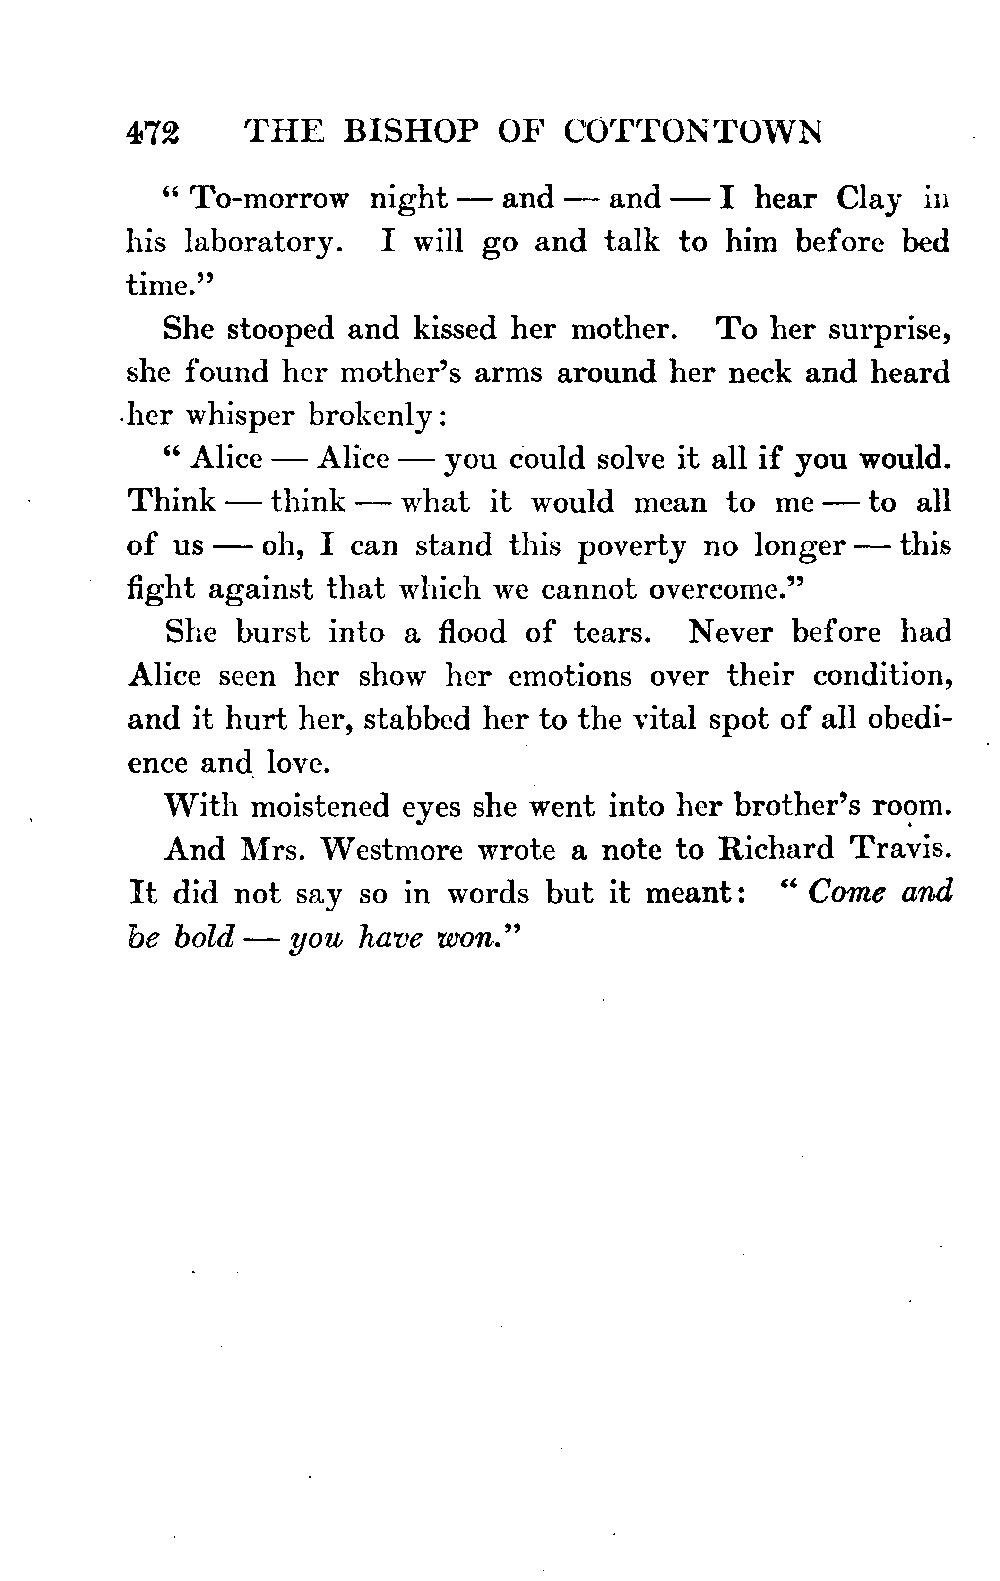 472 THE BISHOP OF COTTONTOWN
“ To-morrow night — and — and — I hear Clay in
his laboratory. I will go and talk to him before bed
time.”
She stooped and kissed her mother. To her surprise,
she found her mother’s arms around her neck and heard
her whisper brokenly:
“ Alice — Alice — you could solve it all if you would.
Think — think — what it would mean to me — to all
of us — oh, I can stand this poverty no longer — this
fight against that which we cannot overcome.”
She burst into a flood of tears. Never before had
Alice seen her show her emotions over their condition,
and it hurt her, stabbed her to the vital spot of all obedi-
ence and love.
With moistened eyes she went into her brother’s room.
And Mrs. Westmore wrote a note to Richard Travis.
It did not say so in words but it meant: “ Come and
be bold — you have won.”